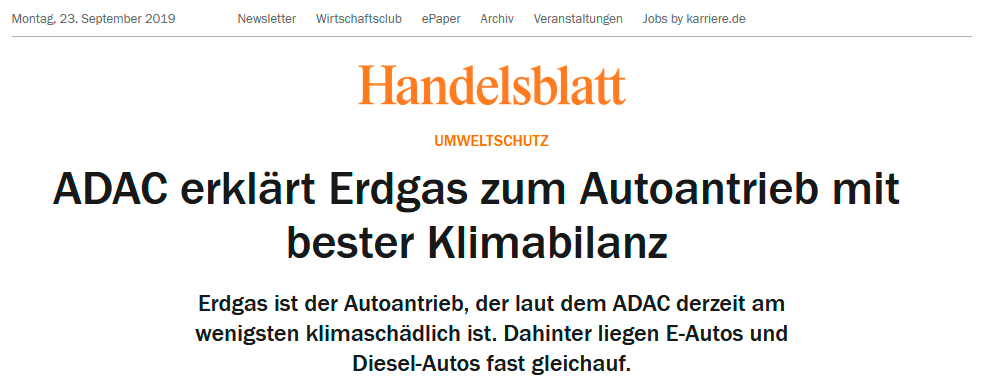 Montag, 23. September 2019 Newsletter Wirtschaftsclub ePaper Archiv Veranstaltungen Jobs by karriere.de
Handelsblatt
UMWELTSCHUTZ
ADAC erklärt Erdgas zum Autoantrieb mit
bester Klimabilanz
Erdgas ist der Autoantrieb, der laut dem ADAC derzeit am
wenigsten klimaschädlich ist. Dahinter liegen E-Autos und
Diesel-Autos fast gleichauf.